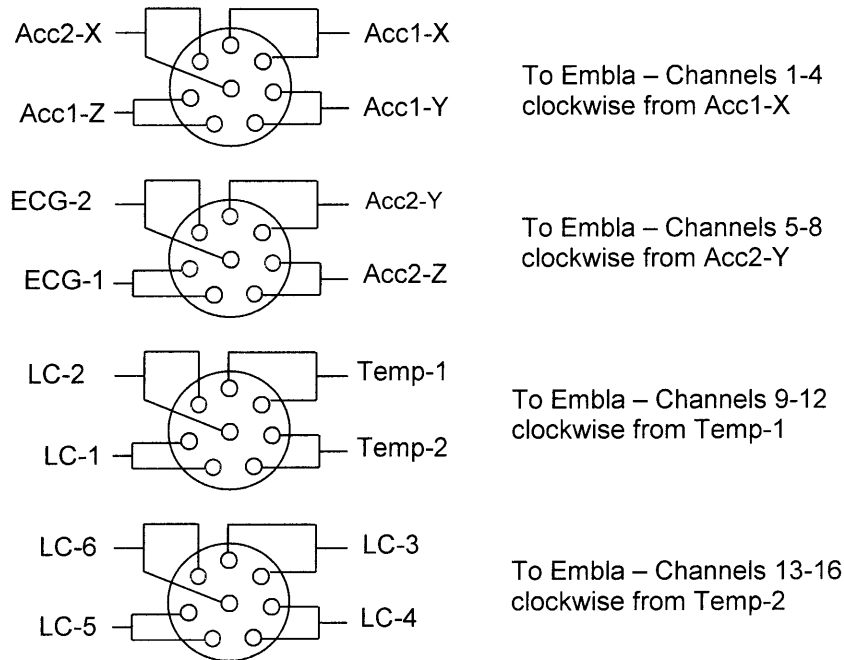 Acc2-X
Acc1-X
Acc1-Z
Acc1-Y
To Embla – Channels 1-4
clockwise from Acc1-X
ECG-2
Acc2-Y
ECG-1
Acc2-Z
To Embla – Channels 5-8
clockwise from Acc2-Y
LC-2
Temp-1
LC-1
Temp-2
To Embla – Channels 9-12
clockwise from Temp-1
LC-6
LC-3
LC-5
LC-4
To Embla – Channels 13-16
clockwise from Temp-2